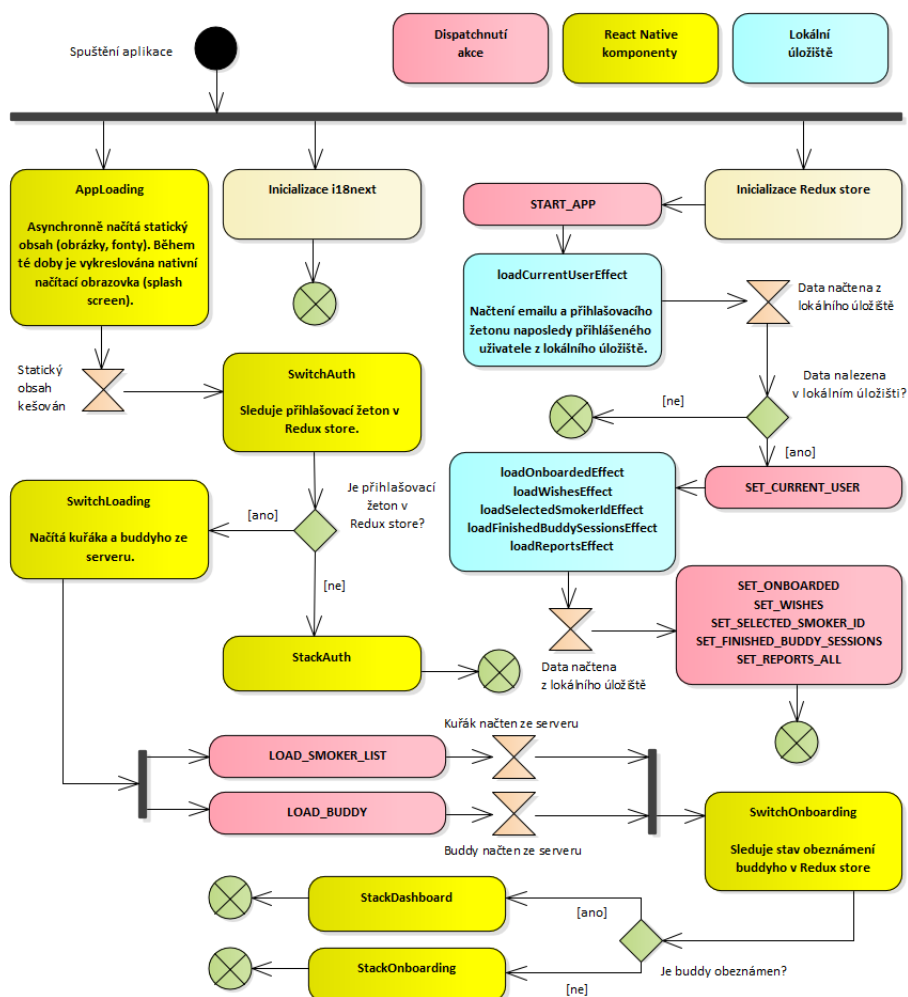 Spuštění aplikace
Dispatchnutí
akce
React Native
komponenty
Lokální
úložiště
AppLoading
Asynchronně načítá statický
obsah (obrázky, fonty). Během
té doby je vykreslována nativní
načítací obrazovka (splash
screen).
Inicializace i18next
START_APP
Inicializace Redux store
loadCurrentUserEffect
Načtení emailu a přihlašovacího
žetonu naposledy přihlášeného
uživatele z lokálního úložiště.
Data načtena z
lokálního úložiště
Statický
obsah
kešován
SwitchAuth
Sleduje přihlašovací žeton v
Redux store.
Data nalezena
v lokálním úložišti?
[ne]
[ano]
SET_CURRENT_USER
loadOnboardedEffect
loadWishesEffect
loadSelectedSmokerIdEffect
loadFinishedBuddySessionsEffect
loadReportsEffect
SwitchLoading
Načítá kuřáka a buddyho ze
serveru.
[ano]
Je přihlašovací
žeton v
Redux store?
[ne]
SET_ONBOARDED
SET_WISHES
SET_SELECTED_SMOKER_ID
SET_FINISHED_BUDDY_SESSIONS
SET_REPORTS_ALL
StackAuth
Data načtena
z lokálního úložiště
Kuřák načten ze serveru
LOAD_SMOKER_LIST
LOAD_BUDDY
Buddy načten ze serveru
SwitchOnboarding
Sleduje stav obeznámení
buddyho v Redux store
StackDashboard
[ano]
StackOnboarding
[ne]
Je buddy obeznámen?